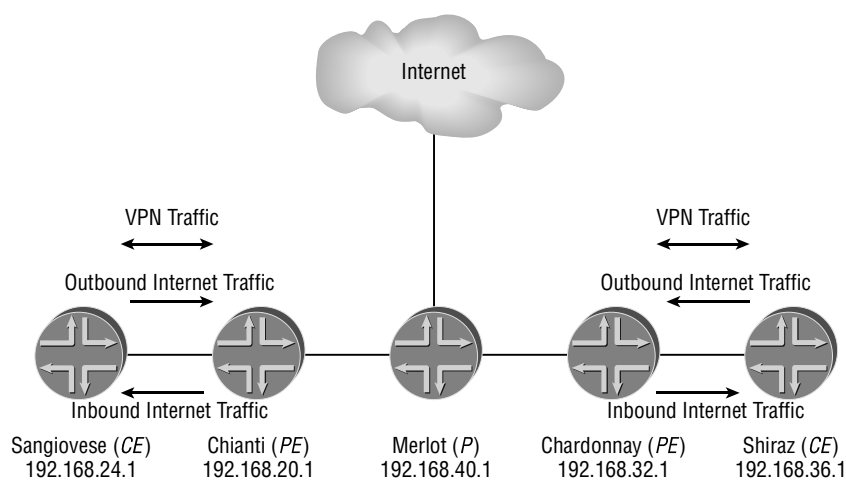 Internet
VPN Traffic
VPN Traffic
Outbound Internet Traffic
Outbound Internet Traffic
Inbound Internet Traffic
Inbound Internet Traffic
Sangiovese (CE)
192.168.24.1
Chianti (PE)
192.168.20.1
Merlot (P)
192.168.40.1
Chardonnay (PE)
192.168.32.1
Shiraz (CE)
192.168.36.1